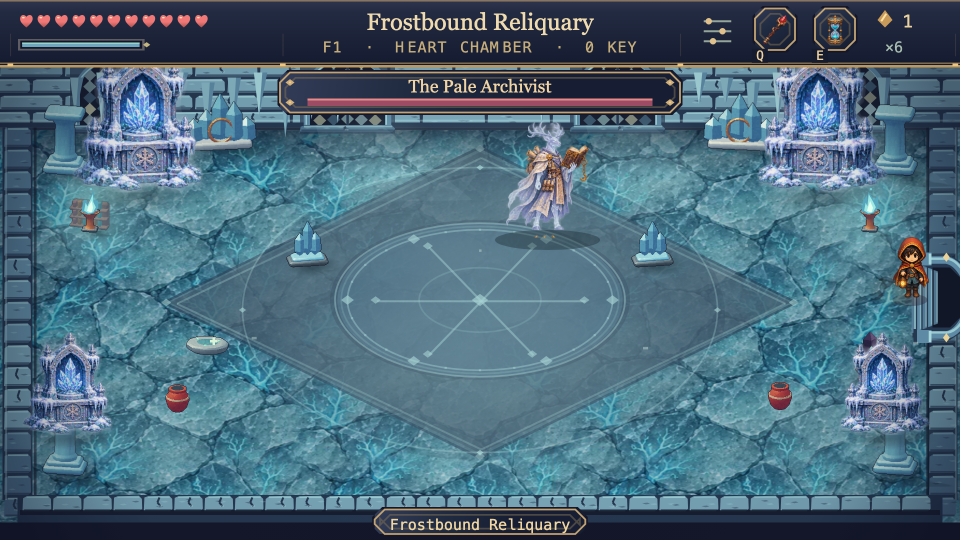 Frostbound Reliquary
F1 · HEART CHAMBER · 0 KEY
Q
E
1
×6
The Pale Archivist
Frostbound Reliquary